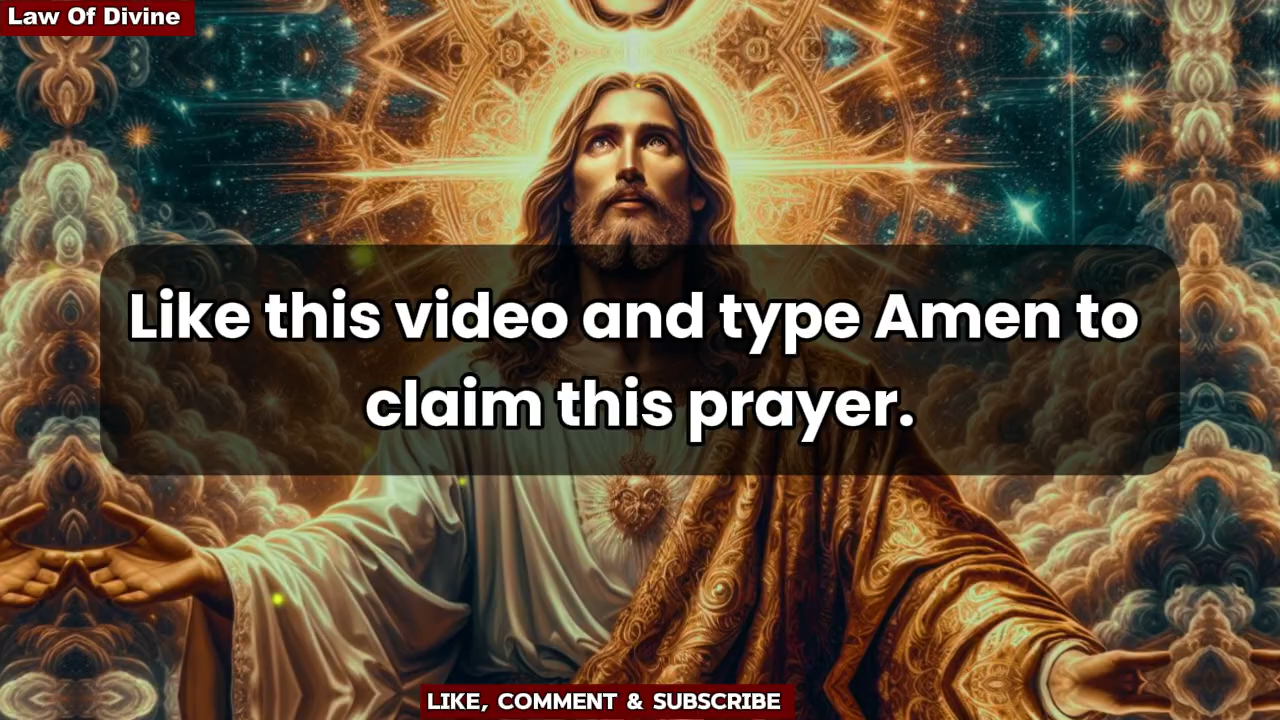 Law Of Divine
Like this video and type Amen to
claim this prayer.
LIKE, COMMENT & SUBSCRIBE